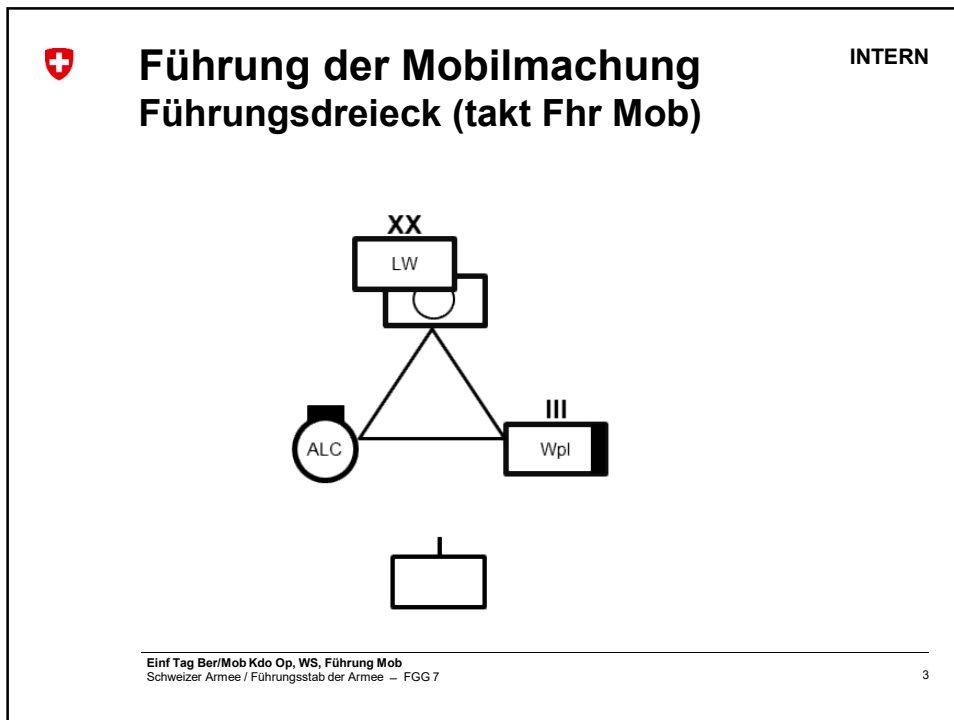 Führung der Mobilmachung
INTERN
Führungsdreieck (takt Fhr Mob)
XX
LW
ALC
III
Wpl
I
Einf Tag Ber/Mob Kdo Op, WS, Führung Mob
Schweizer Armee / Führungsstab der Armee – FGG 7
3